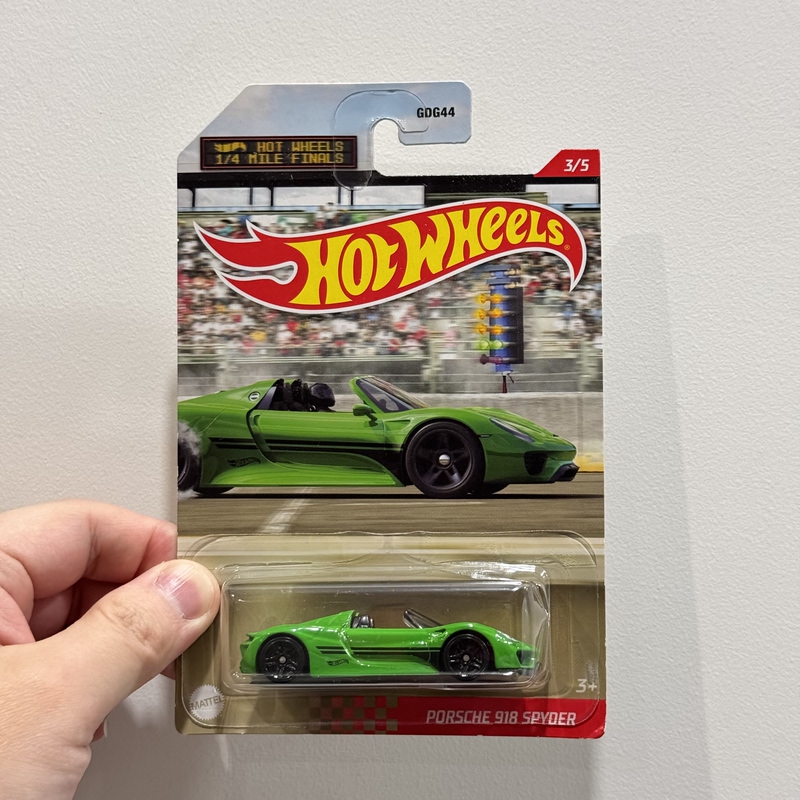 GDG44
HOT WHEELS
1/4 MILE FINALS
3/5
HOT WHEELS
3+
MATTEL
PORSCHE 918 SPYDER